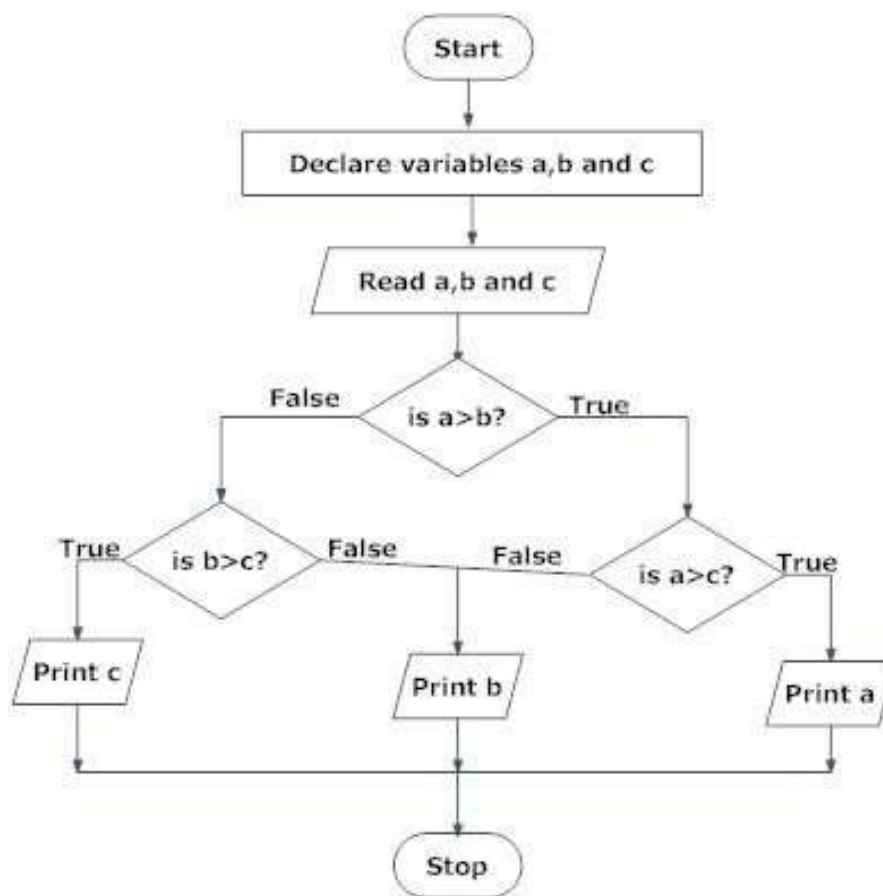 Start
Declare variables a,b and c
Read a,b and c
False
is a>b?
True
True
is b>c?
False
False
is a>c?
True
Print c
Print b
Print a
Stop